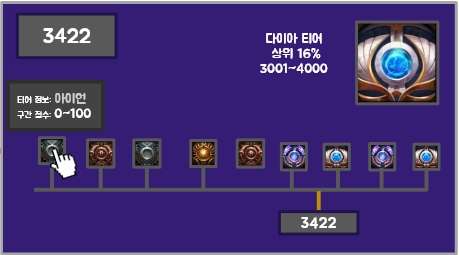 3422
다이아 티어
상위 16%
3001~4000
티어 정보: 아이언
구간 점수: 0~100
3422